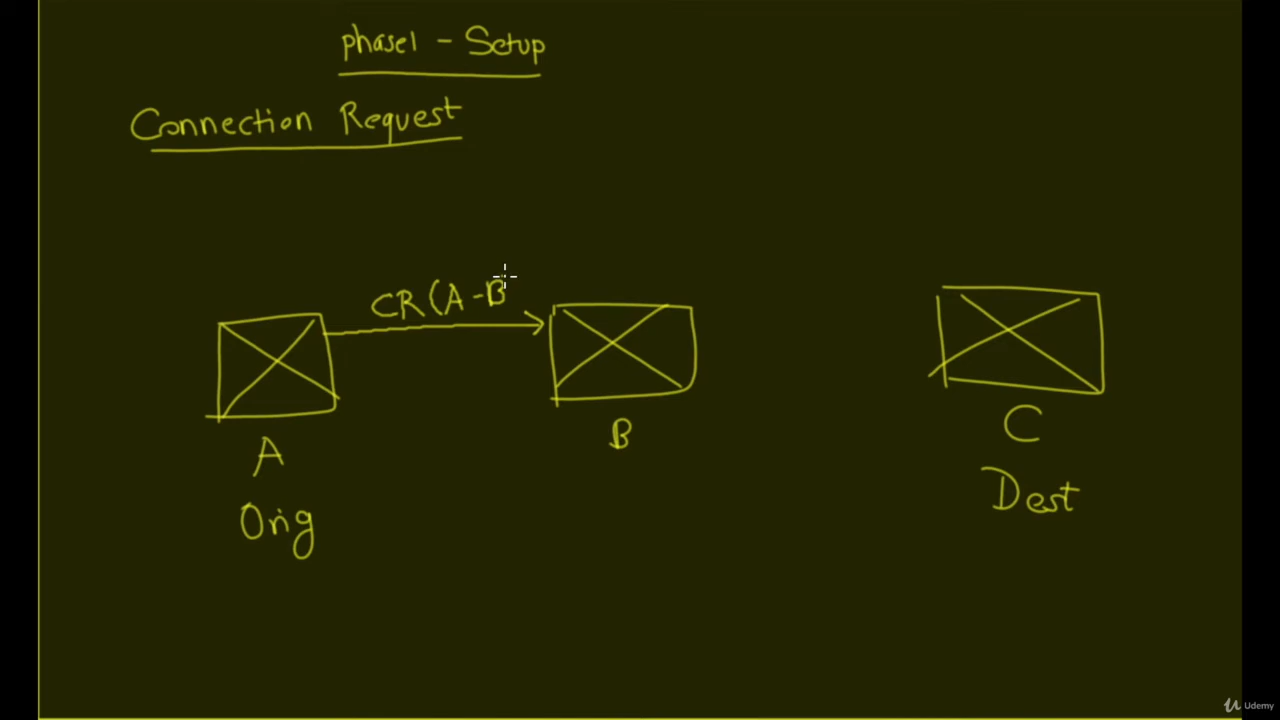 phase1 - Setup
Connection Request
CR(A-B
A
B
C
Orig
Dest
Udemy